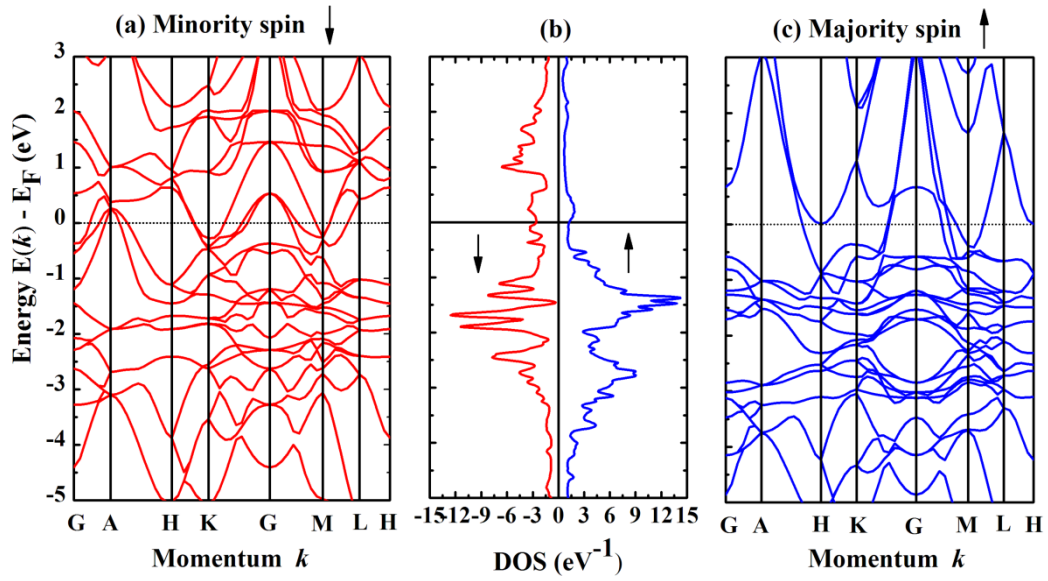 (a) Minority spin ↓
(b)
(c) Majority spin ↑
Energy E(k) - E_F (eV)
3
2
1
0
-1
-2
-3
-4
-5
G A H K G M L H
Momentum k
-15 -12 -9 -6 -3 0 3 6 9 12 15
DOS (eV⁻¹)
G A H K G M L H
Momentum k